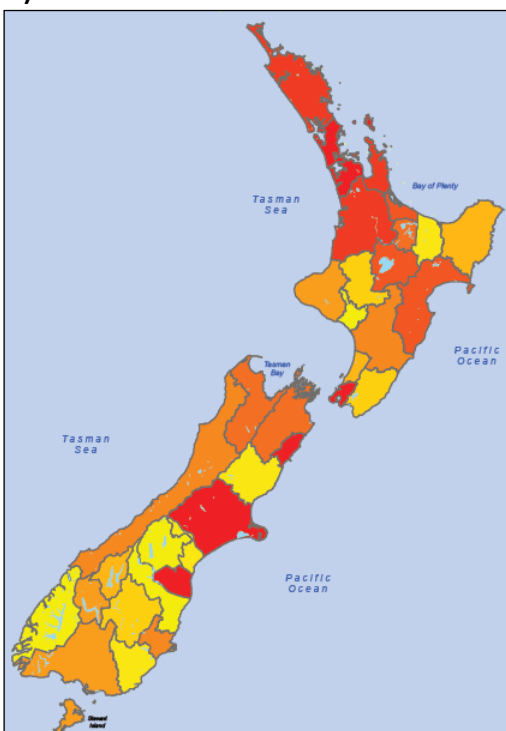 Bay of Plenty
Tasman
Sea
Pacific
Ocean
Tasman
Bay
Tasman
Sea
Pacific
Ocean
Stewart
Island